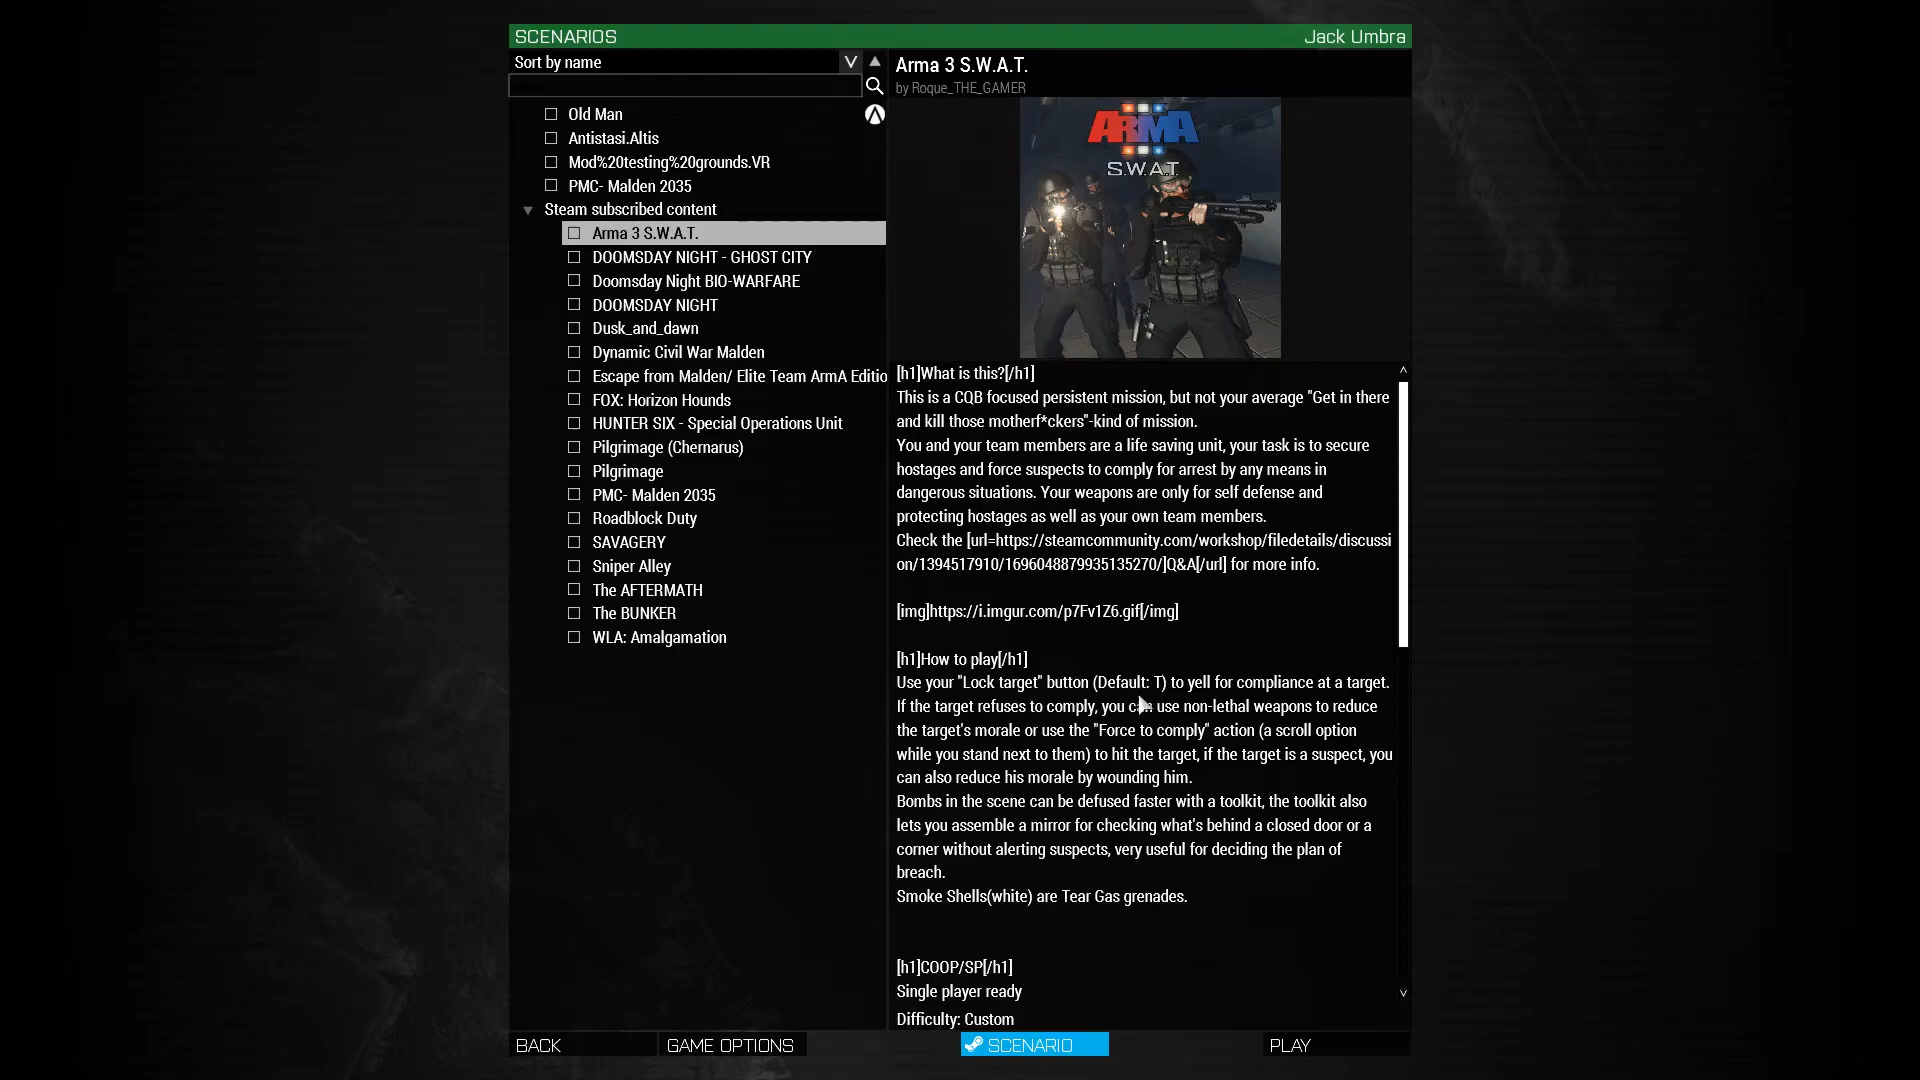 SCENARIOS
Jack Umbra
Sort by name
Old Man
Antistasi.Altis
Mod%20testing%20grounds.VR
PMC- Malden 2035
Steam subscribed content
Arma 3 S.W.A.T.
DOOMSDAY NIGHT - GHOST CITY
Doomsday Night BIO-WARFARE
DOOMSDAY NIGHT
Dusk_and_dawn
Dynamic Civil War Malden
Escape from Malden/ Elite Team ArmA Editio
FOX: Horizon Hounds
HUNTER SIX - Special Operations Unit
Pilgrimage (Chernarus)
Pilgrimage
PMC- Malden 2035
Roadblock Duty
SAVAGERY
Sniper Alley
The AFTERMATH
The BUNKER
WLA: Amalgamation
Arma 3 S.W.A.T.
by Roque_THE_GAMER
ARMA
S.W.A.T.
[h1]What is this?[/h1]
This is a CQB focused persistent mission, but not your average "Get in there
and kill those motherf*ckers"-kind of mission.
You and your team members are a life saving unit, your task is to secure
hostages and force suspects to comply for arrest by any means in
dangerous situations. Your weapons are only for self defense and
protecting hostages as well as your own team members.
Check the [url=https://steamcommunity.com/workshop/filedetails/discussi
on/1394517910/1696048879935135270/]Q&A[/url] for more info.
[img]https://i.imgur.com/p7Fv1Z6.gif[/img]
[h1]How to play[/h1]
Use your "Lock target" button (Default: T) to yell for compliance at a target.
If the target refuses to comply, you can use non-lethal weapons to reduce
the target's morale or use the "Force to comply" action (a scroll option
while you stand next to them) to hit the target, if the target is a suspect, you
can also reduce his morale by wounding him.
Bombs in the scene can be defused faster with a toolkit, the toolkit also
lets you assemble a mirror for checking what's behind a closed door or a
corner without alerting suspects, very useful for deciding the plan of
breach.
Smoke Shells(white) are Tear Gas grenades.
[h1]COOP/SP[/h1]
Single player ready
Difficulty: Custom
BACK
GAME OPTIONS
SCENARIO
PLAY